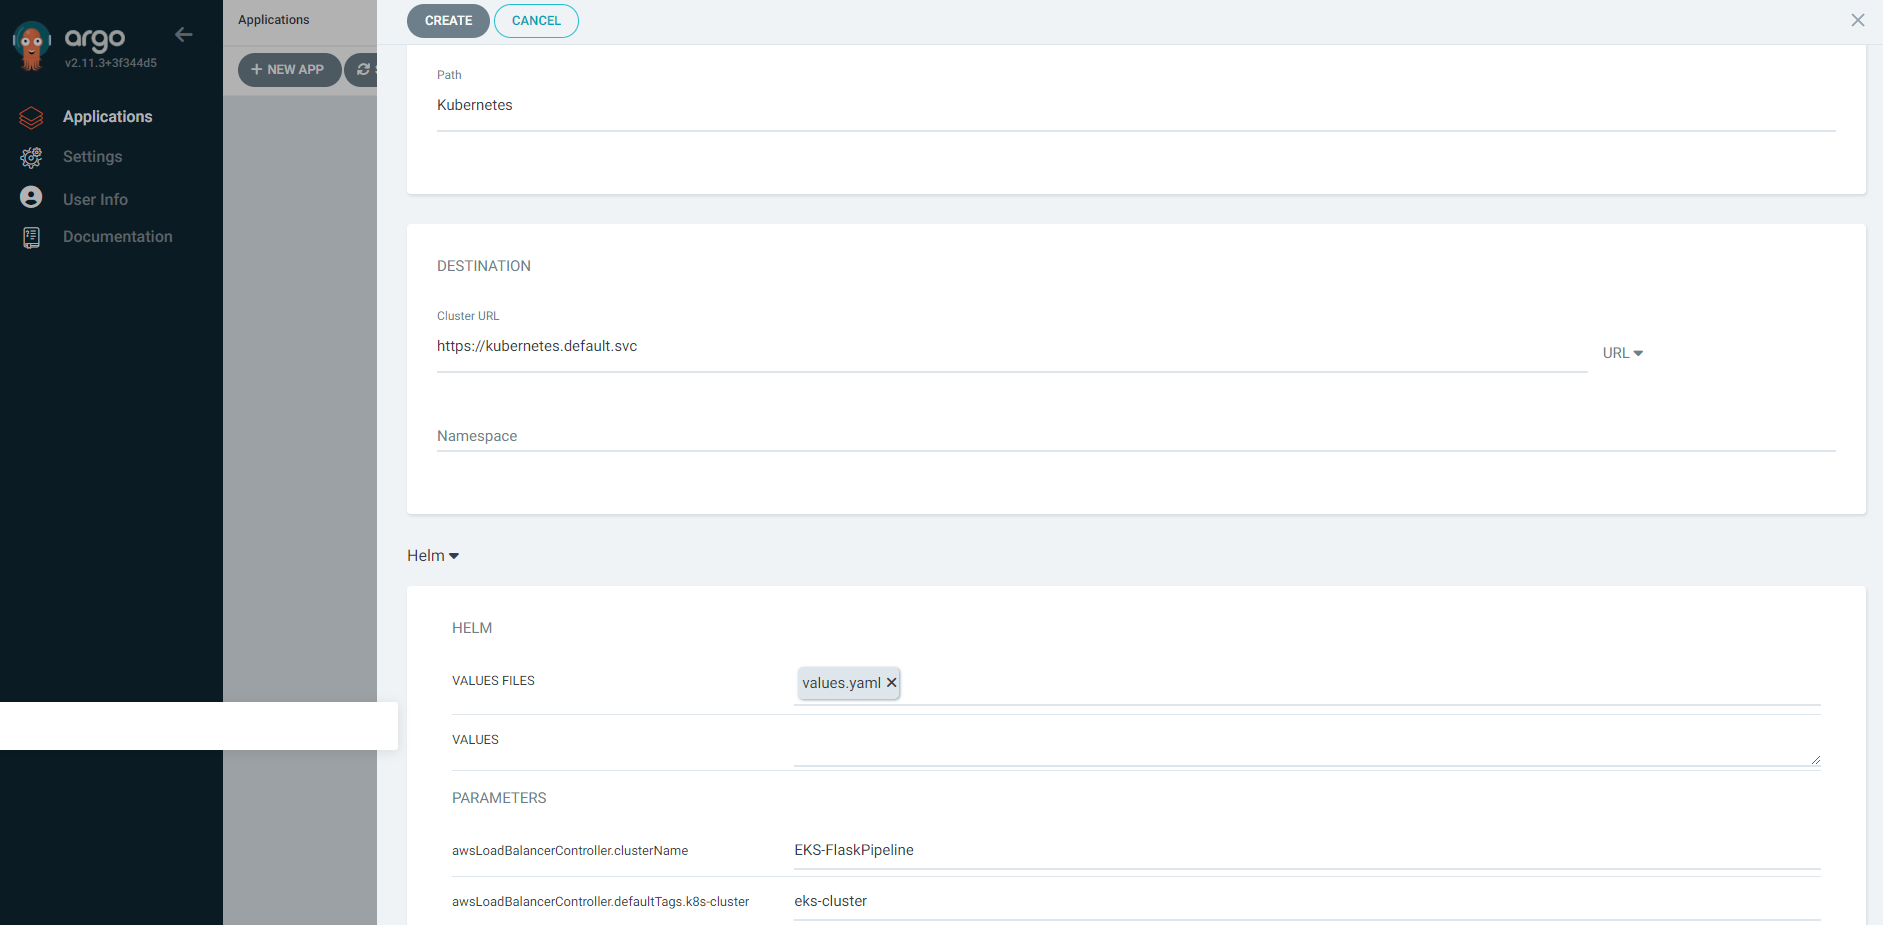 argo
v2.11.3+3f344d5
Applications
Settings
User Info
Documentation
Applications
+ NEW APP
CREATE
CANCEL
Path
Kubernetes
DESTINATION
Cluster URL
https://kubernetes.default.svc
URL
Namespace
Helm
HELM
VALUES FILES
values.yaml
VALUES
PARAMETERS
awsLoadBalancerController.clusterName
EKS-FlaskPipeline
awsLoadBalancerController.defaultTags.k8s-cluster
eks-cluster